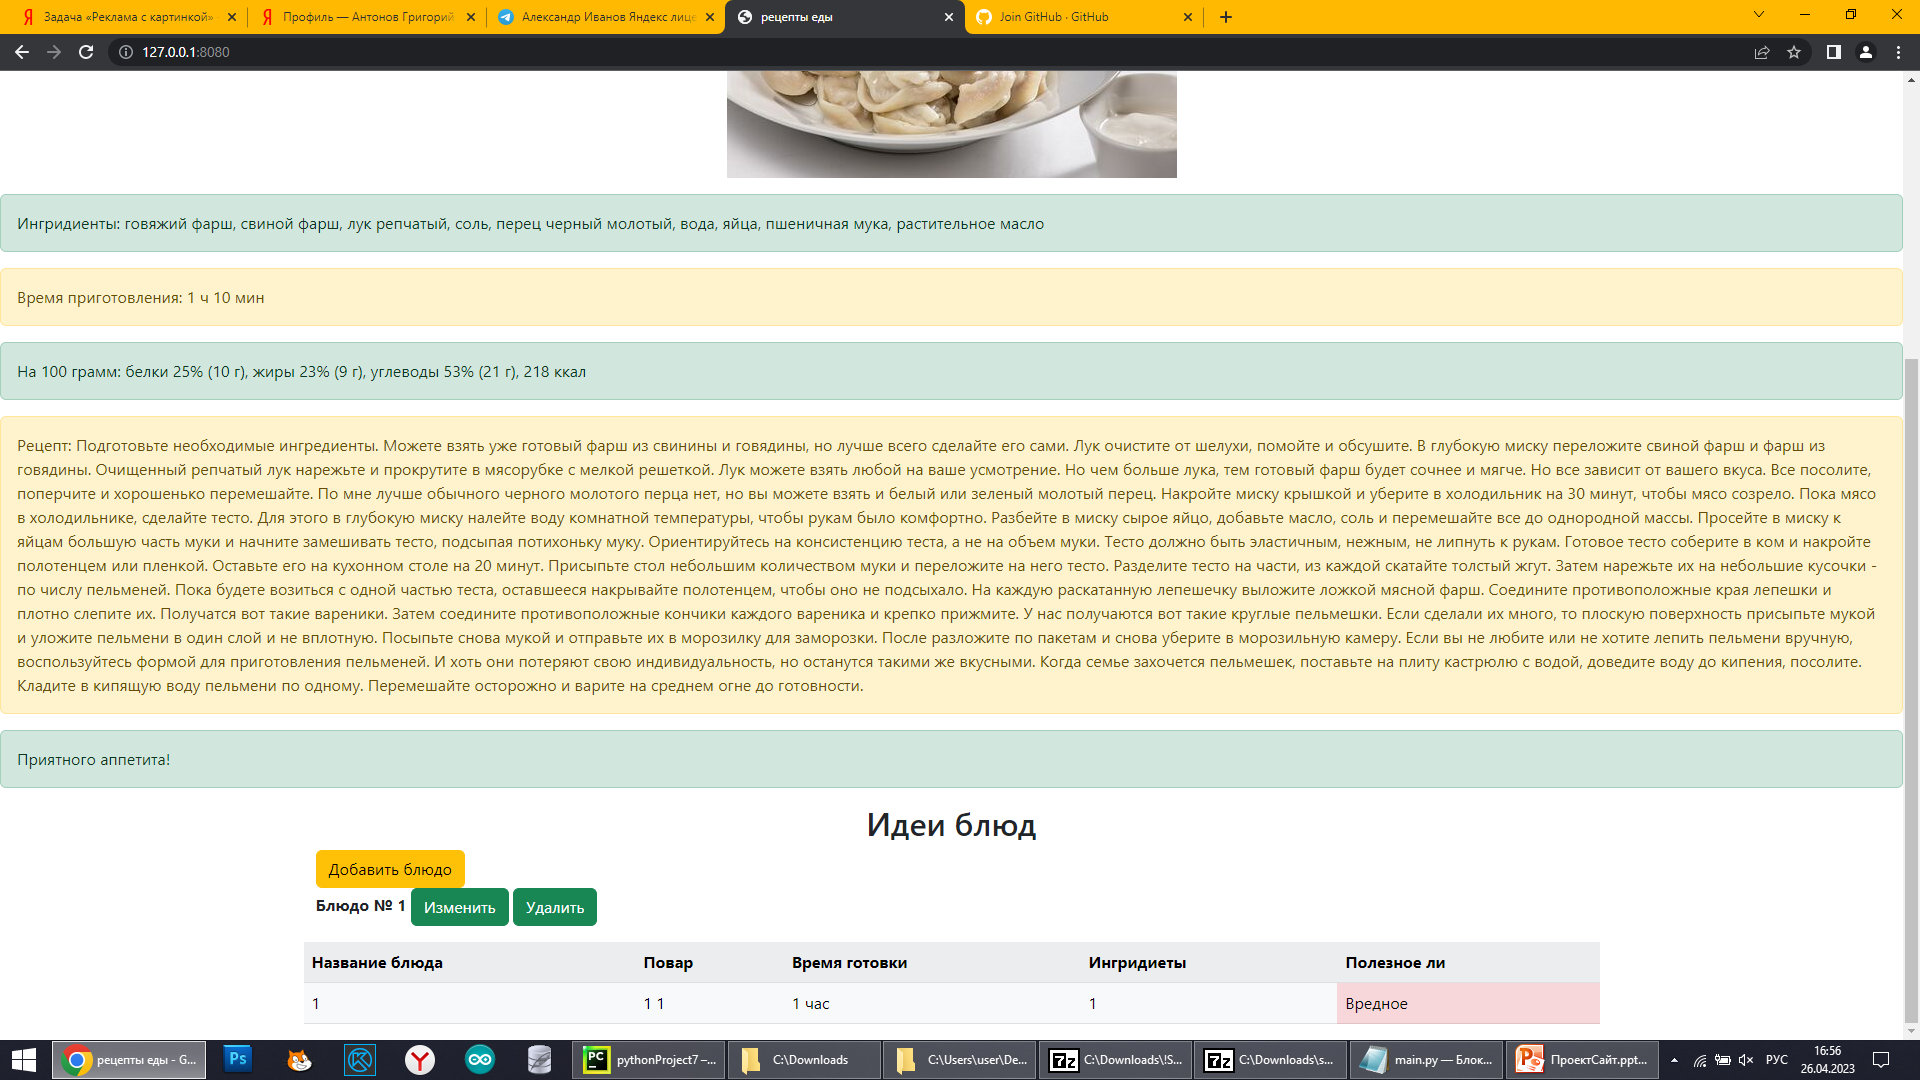 Задача «Реклама с картинкой»
Профиль — Антонов Григорий
Александр Иванов Яндекс лице
рецепты еды
Join GitHub · GitHub
127.0.0.1:8080
Ингридиенты: говяжий фарш, свиной фарш, лук репчатый, соль, перец черный молотый, вода, яйца, пшеничная мука, растительное масло
Время приготовления: 1 ч 10 мин
На 100 грамм: белки 25% (10 г), жиры 23% (9 г), углеводы 53% (21 г), 218 ккал
Рецепт: Подготовьте необходимые ингредиенты. Можете взять уже готовый фарш из свинины и говядины, но лучше всего сделайте его сами. Лук очистите от шелухи, помойте и обсушите. В глубокую миску переложите свиной фарш и фарш из
говядины. Очищенный репчатый лук нарежьте и прокрутите в мясорубке с мелкой решеткой. Лук можете взять любой на ваше усмотрение. Но чем больше лука, тем готовый фарш будет сочнее и мягче. Но все зависит от вашего вкуса. Все посолите,
поперчите и хорошенько перемешайте. По мне лучше обычного черного молотого перца нет, но вы можете взять и белый или зеленый молотый перец. Накройте миску крышкой и уберите в холодильник на 30 минут, чтобы мясо созрело. Пока мясо
в холодильнике, сделайте тесто. Для этого в глубокую миску налейте воду комнатной температуры, чтобы рукам было комфортно. Разбейте в миску сырое яйцо, добавьте масло, соль и перемешайте все до однородной массы. Просейте в миску к
яйцам большую часть муки и начните замешивать тесто, подсыпая потихоньку муку. Ориентируйтесь на консистенцию теста, а не на объем муки. Тесто должно быть эластичным, нежным, не липнуть к рукам. Готовое тесто соберите в ком и накройте
полотенцем или пленкой. Оставьте его на кухонном столе на 20 минут. Присыпьте стол небольшим количеством муки и переложите на него тесто. Разделите тесто на части, из каждой скатайте толстый жгут. Затем нарежьте их на небольшие кусочки -
по числу пельменей. Пока будете возиться с одной частью теста, оставшееся накрывайте полотенцем, чтобы оно не подсыхало. На каждую раскатанную лепешечку выложите ложкой мясной фарш. Соедините противоположные края лепешки и
плотно слепите их. Получатся вот такие вареники. Затем соедините противоположные кончики каждого вареника и крепко прижмите. У нас получаются вот такие круглые пельмешки. Если сделали их много, то плоскую поверхность присыпьте мукой
и уложите пельмени в один слой и не вплотную. Посыпьте снова мукой и отправьте их в морозилку для заморозки. После разложите по пакетам и снова уберите в морозильную камеру. Если вы не любите или не хотите лепить пельмени вручную,
воспользуйтесь формой для приготовления пельменей. И хоть они потеряют свою индивидуальность, но останутся такими же вкусными. Когда семье захочется пельмешек, поставьте на плиту кастрюлю с водой, доведите воду до кипения, посолите.
Кладите в кипящую воду пельмени по одному. Перемешайте осторожно и варите на среднем огне до готовности.
Приятного аппетита!
Идеи блюд
Добавить блюдо
Блюдо № 1 Изменить Удалить
Название блюда Повар Время готовки Ингридиеты Полезное ли
1 1 1 1 час 1 Вредное
рецепты еды - G...
Ps
PC
pythonProject7 –...
C:\Downloads
C:\Users\user\De...
7z
C:\Downloads\!S...
7z
C:\Downloads\s...
main.py — Блок...
ПроектСайт.ppt...
РУС
16:56
26.04.2023